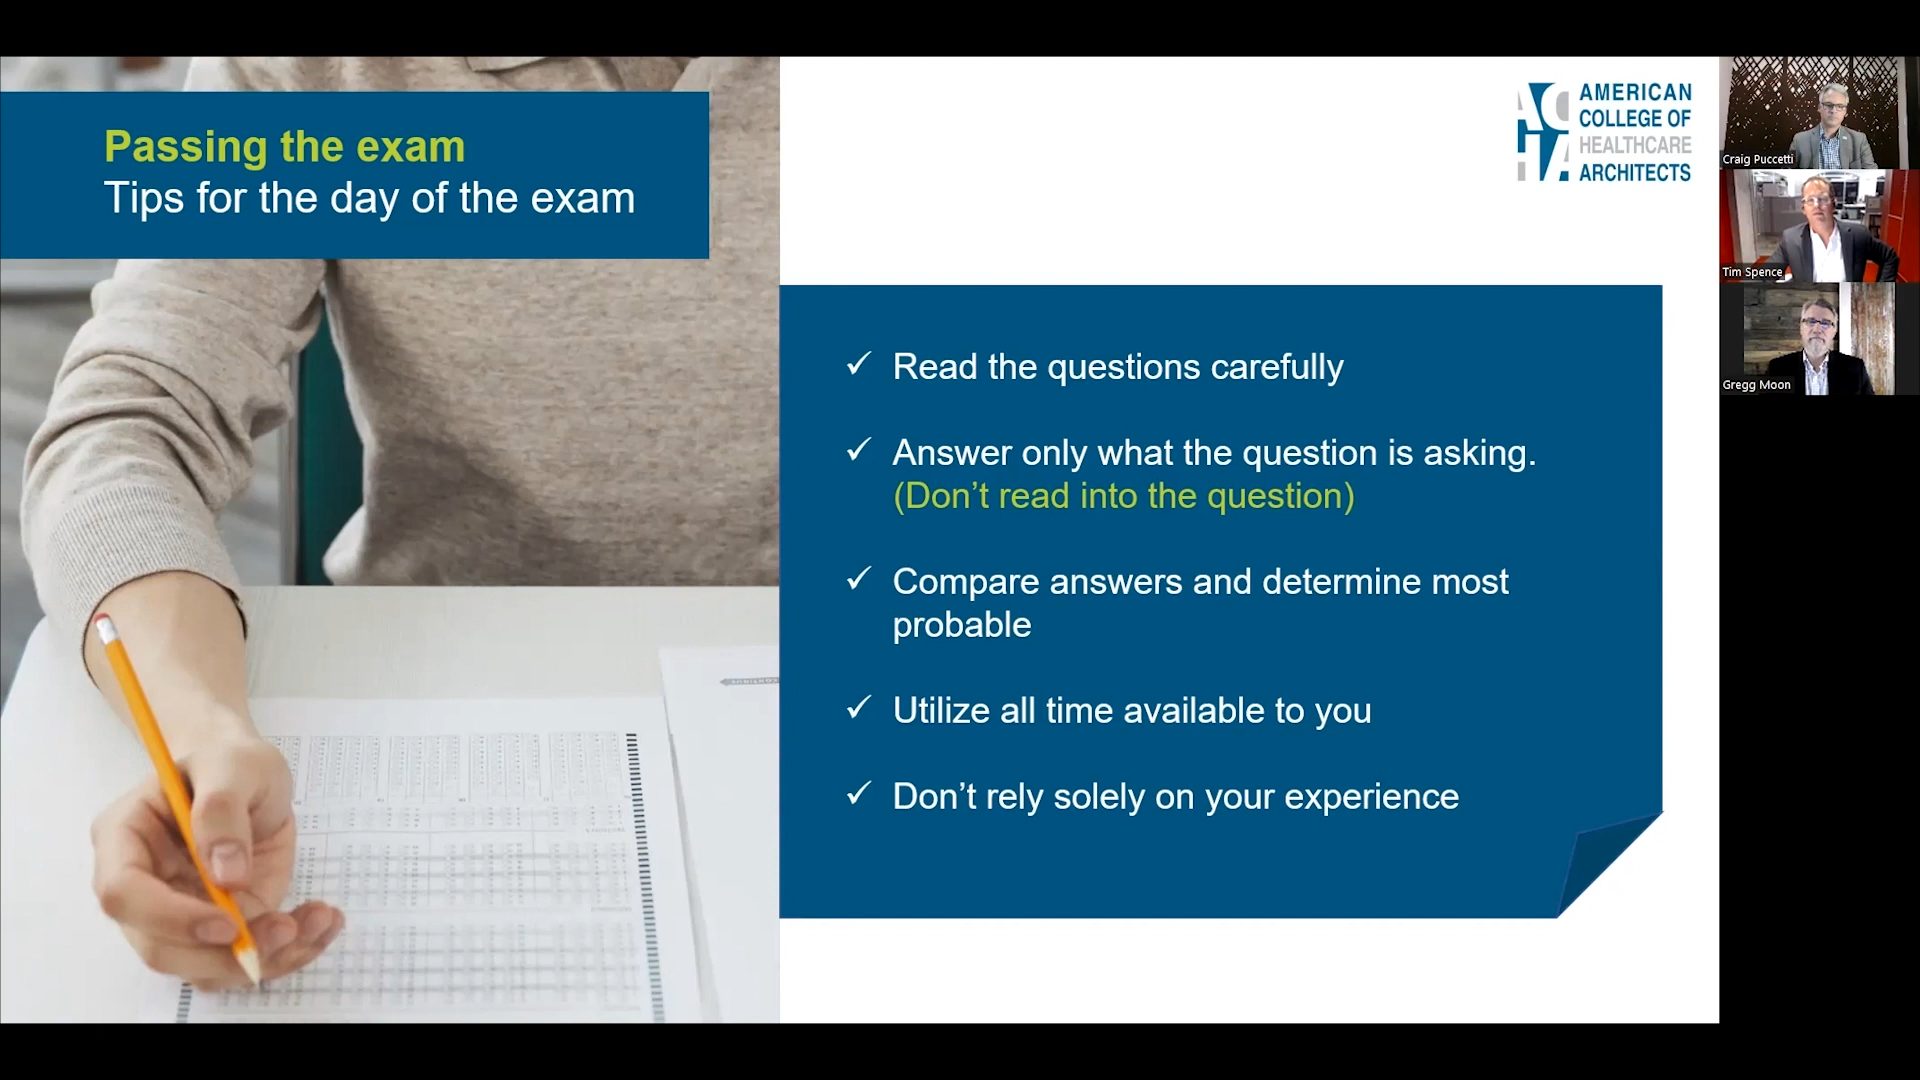 Passing the exam
Tips for the day of the exam
ACHA
AMERICAN
COLLEGE OF
HEALTHCARE
ARCHITECTS
✓ Read the questions carefully
✓ Answer only what the question is asking.
(Don’t read into the question)
✓ Compare answers and determine most
probable
✓ Utilize all time available to you
✓ Don’t rely solely on your experience
Craig Puccetti
Tim Spence
Gregg Moon